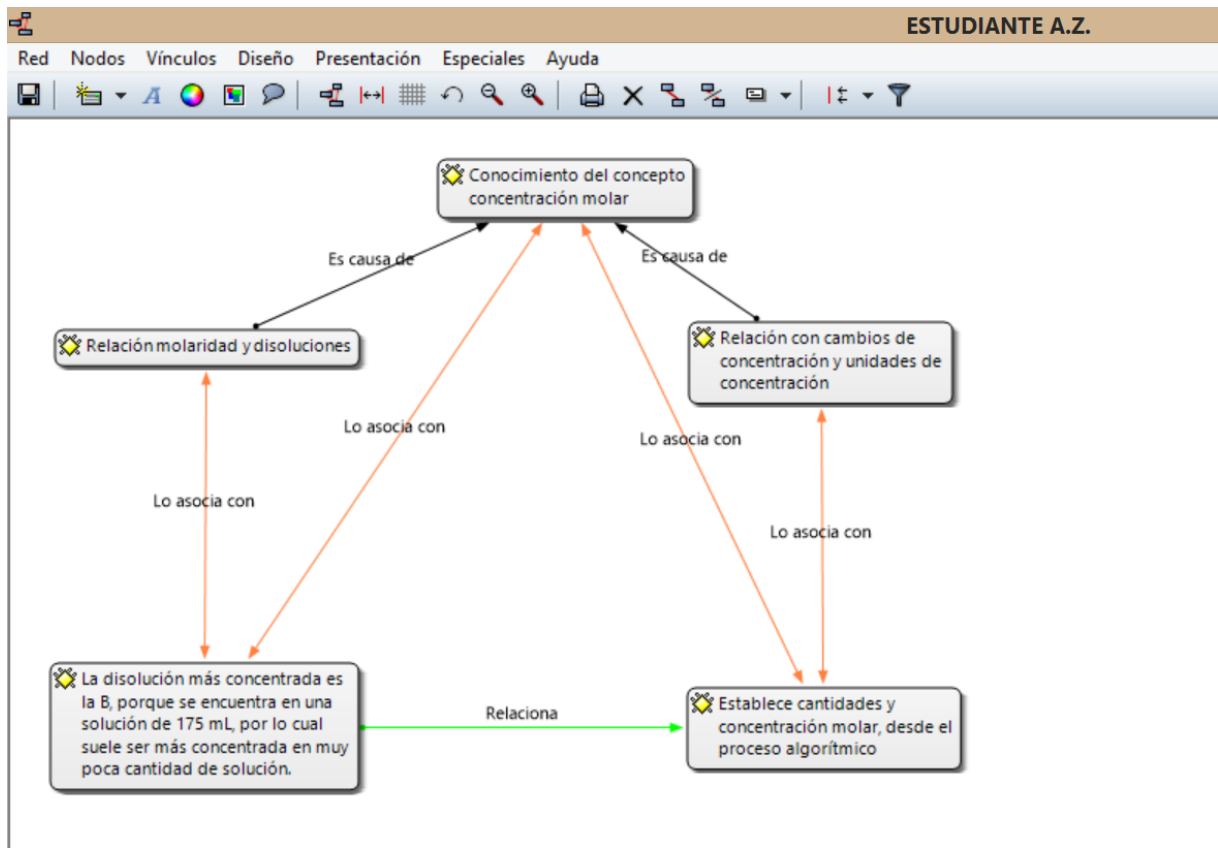 ESTUDIANTE A.Z.
Red Nodos Vínculos Diseño Presentación Especiales Ayuda
Conocimiento del concepto
concentración molar
Es causa de
Es causa de
Relación molaridad y disoluciones
Relación con cambios de
concentración y unidades de
concentración
Lo asocia con
Lo asocia con
Lo asocia con
Lo asocia con
La disolución más concentrada es
la B, porque se encuentra en una
solución de 175 mL, por lo cual
suele ser más concentrada en muy
poca cantidad de solución.
Relaciona
Establece cantidades y
concentración molar, desde el
proceso algorítmico